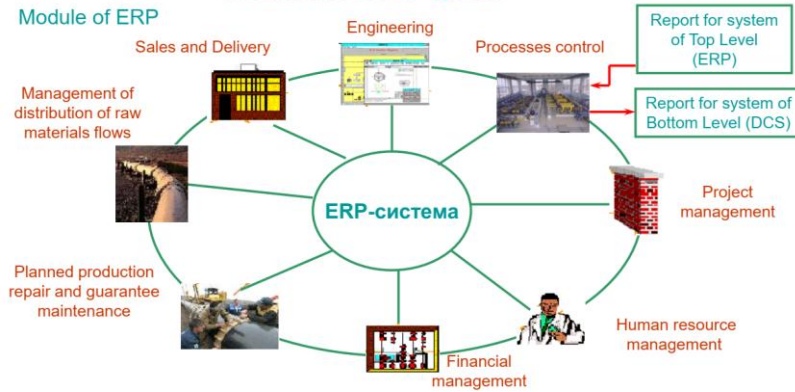 Module of ERP
Engineering
Sales and Delivery
Processes control
Report for system
of Top Level
(ERP)
Report for system of
Bottom Level (DCS)
Management of
distribution of raw
materials flows
Project
management
ERP-система
Planned production
repair and guarantee
maintenance
Human resource
management
Financial
management